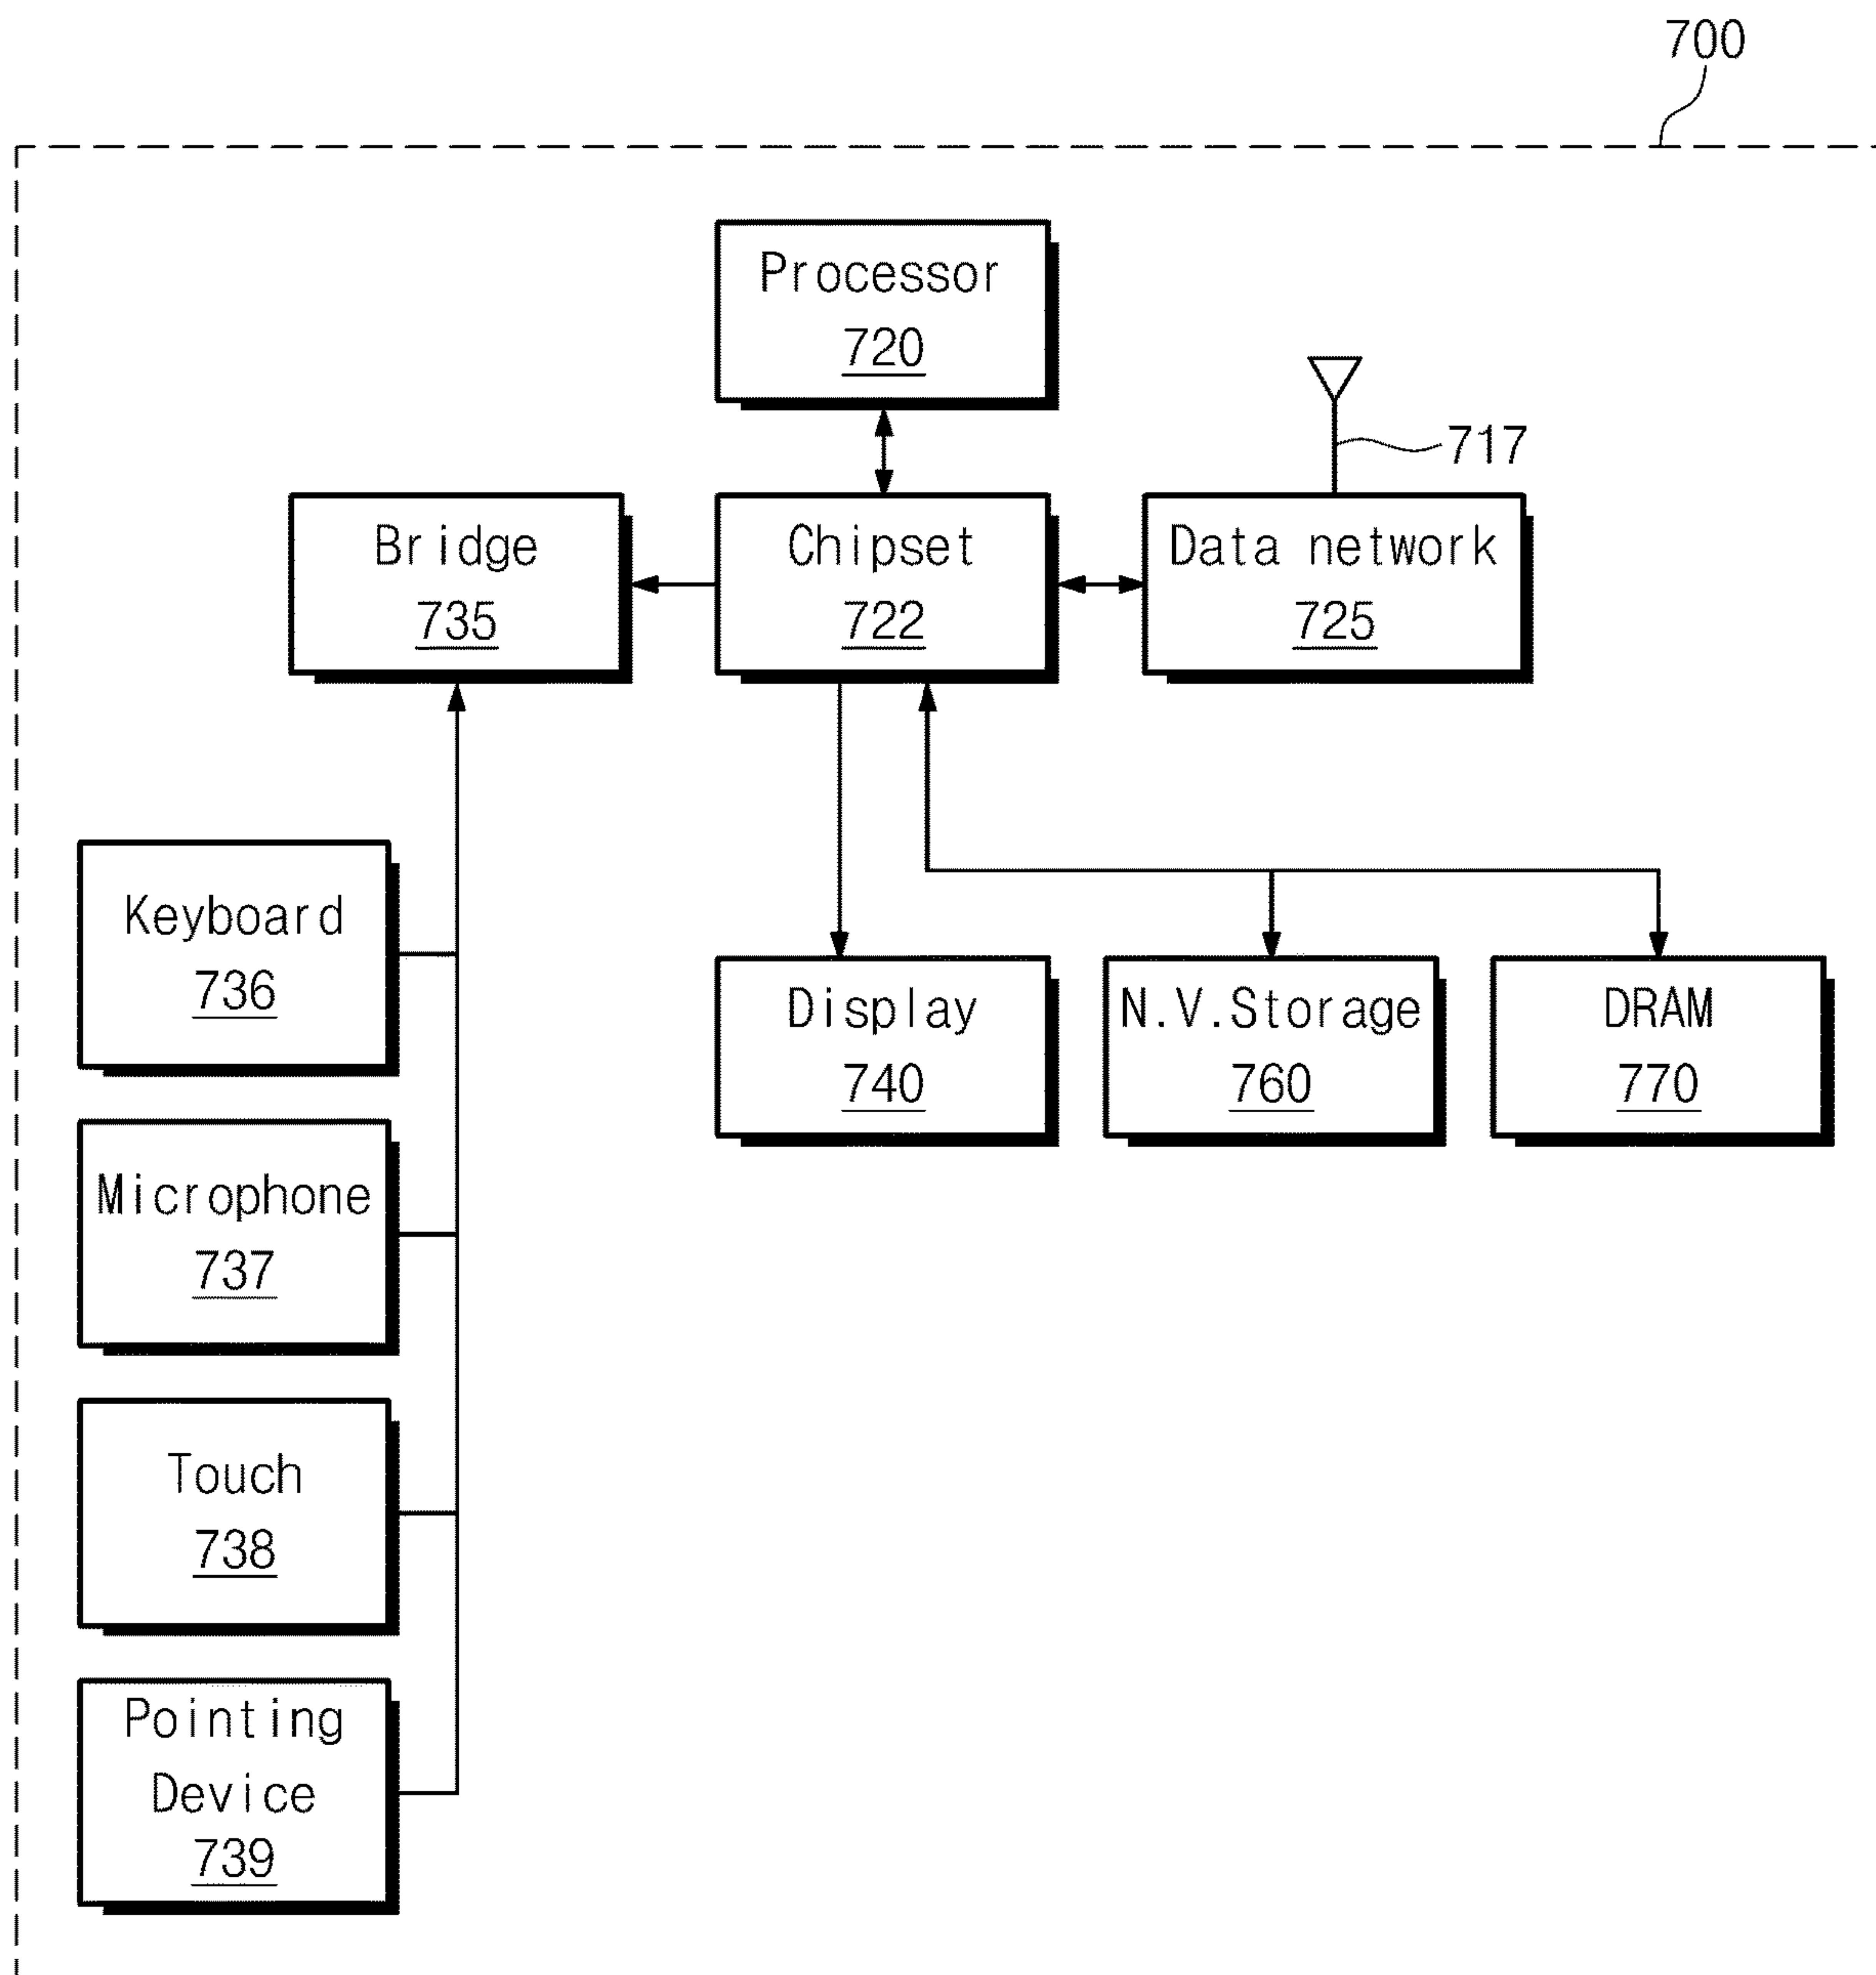 700
Processor
720
717
Bridge
735
Chipset
722
Data network
725
Keyboard
736
Display
740
N.V.Storage
760
DRAM
770
Microphone
737
Touch
738
Pointing
Device
739